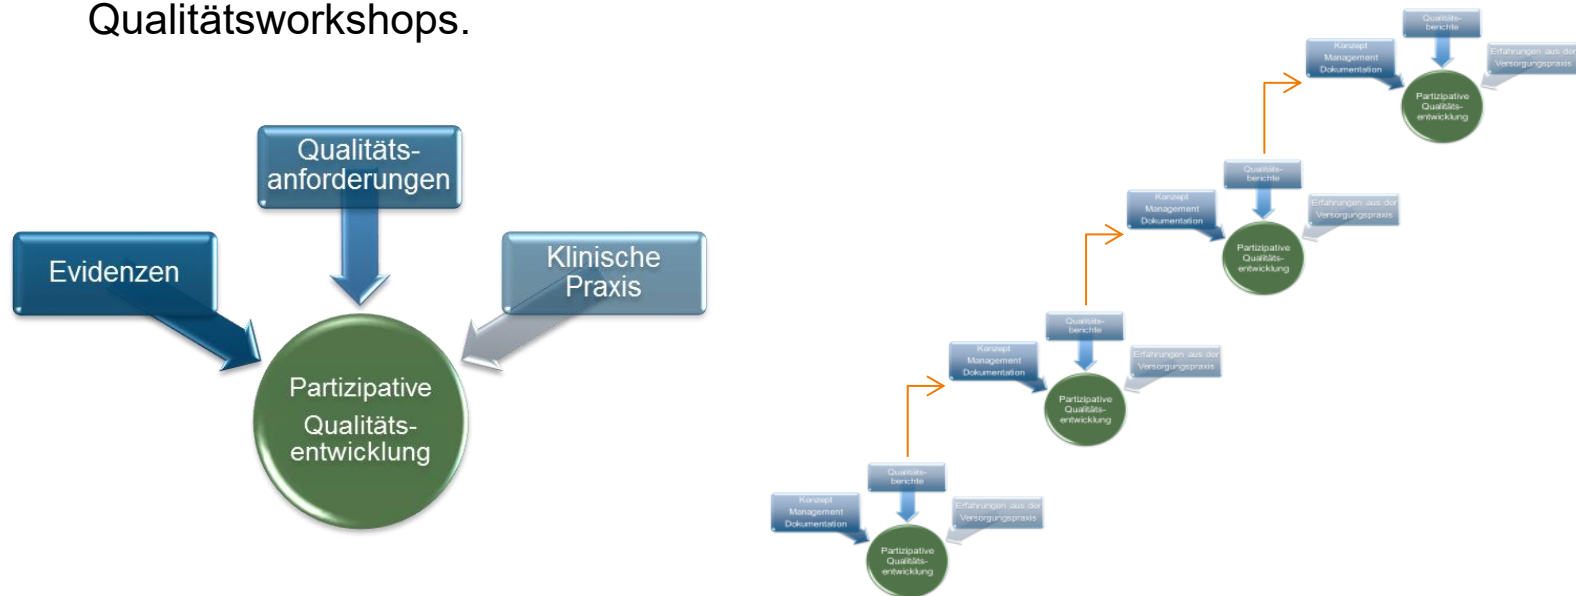 Qualitätsworkshops.
Qualitäts-
anforderungen
Evidenzen
Klinische
Praxis
Partizipative
Qualitäts-
entwicklung
Qualitäts-
berichte
Konzept
Management
Dokumentation
Erfahrungen aus der
Versorgungspraxis
Partizipative
Qualitäts-
entwicklung
Qualitäts-
berichte
Konzept
Management
Dokumentation
Erfahrungen aus der
Versorgungspraxis
Partizipative
Qualitäts-
entwicklung
Qualitäts-
berichte
Konzept
Management
Dokumentation
Erfahrungen aus der
Versorgungspraxis
Partizipative
Qualitäts-
entwicklung
Qualitäts-
berichte
Konzept
Management
Dokumentation
Erfahrungen aus der
Versorgungspraxis
Partizipative
Qualitäts-
entwicklung